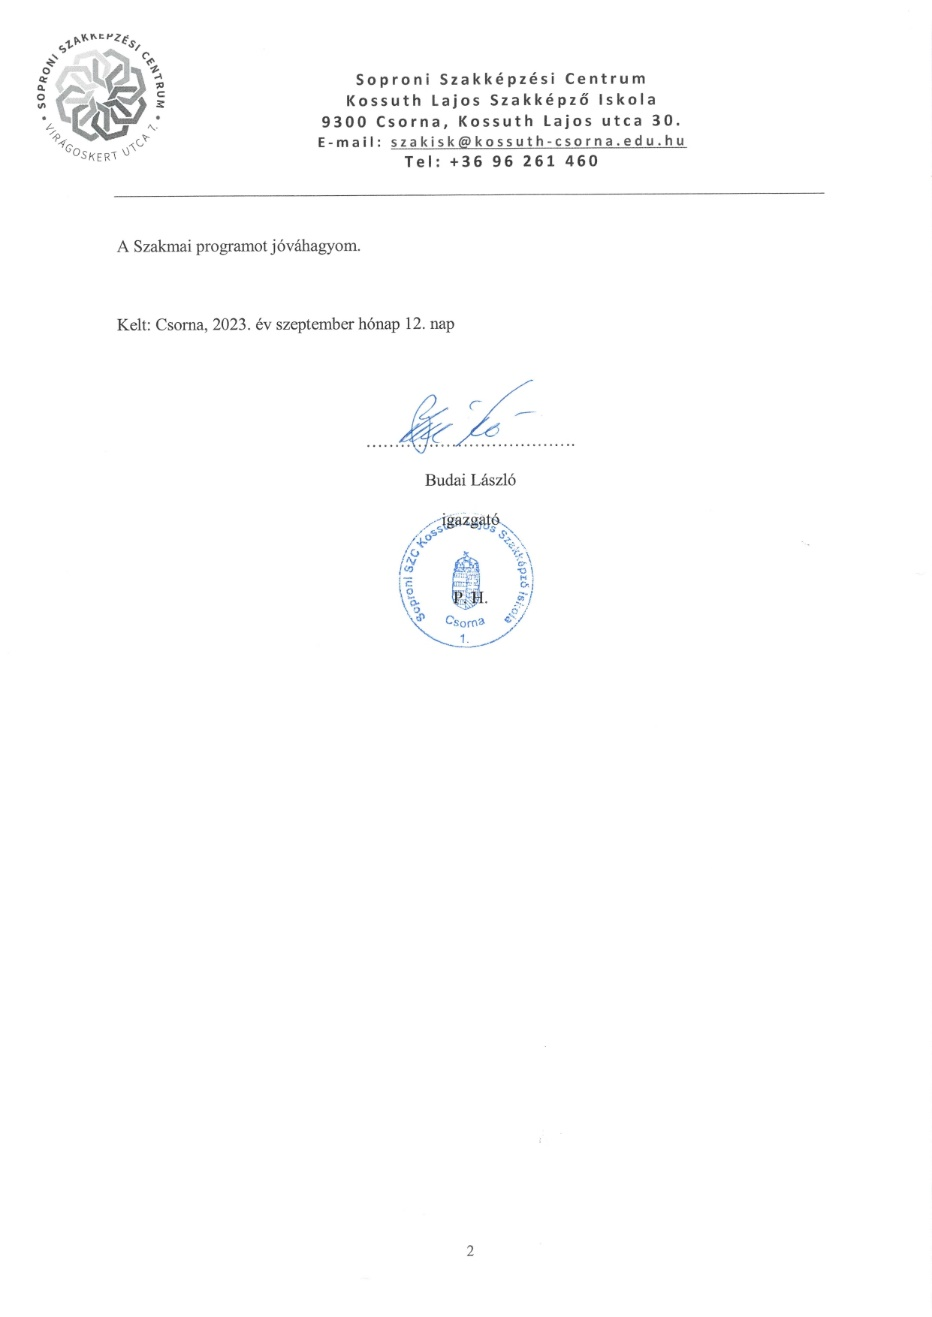 SOPRONI SZAKKÉPZÉSI CENTRUM
• VIRÁGOSKERT UTCA 7. •
Soproni Szakképzési Centrum
Kossuth Lajos Szakképző Iskola
9300 Csorna, Kossuth Lajos utca 30.
E-mail: szakisk@kossuth-csorna.edu.hu
Tel: +36 96 261 460
A Szakmai programot jóváhagyom.
Kelt: Csorna, 2023. év szeptember hónap 12. nap
Budai László
igazgató
Soproni SZC Kossuth Lajos Szakképző Iskola
P. H.
Csorna
1.
2